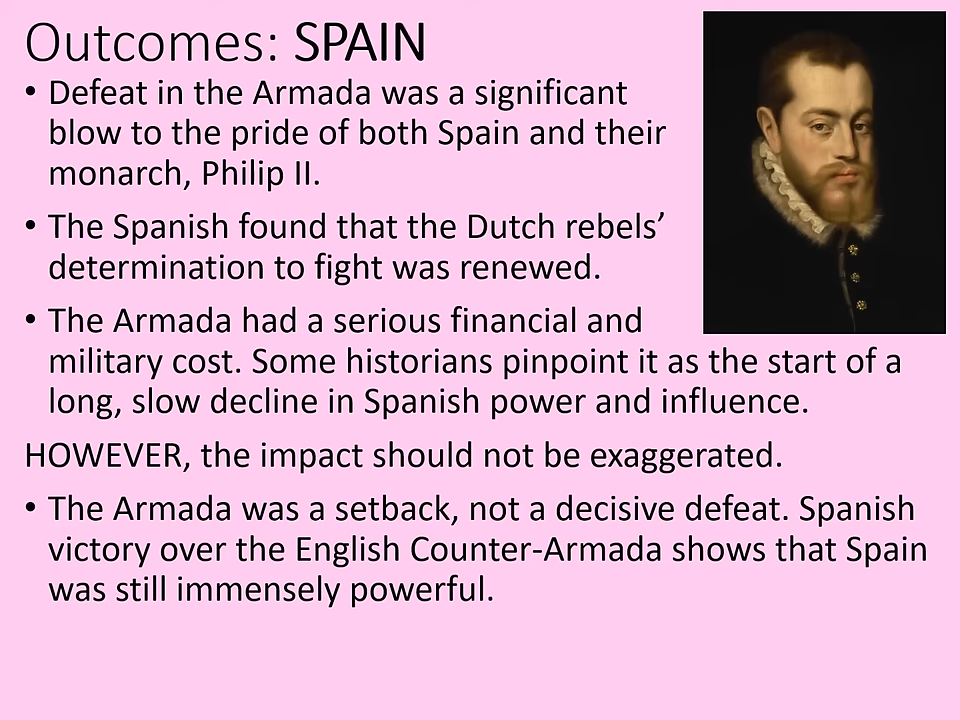 Outcomes: SPAIN
• Defeat in the Armada was a significant
blow to the pride of both Spain and their
monarch, Philip II.
• The Spanish found that the Dutch rebels’
determination to fight was renewed.
• The Armada had a serious financial and
military cost. Some historians pinpoint it as the start of a
long, slow decline in Spanish power and influence.
HOWEVER, the impact should not be exaggerated.
• The Armada was a setback, not a decisive defeat. Spanish
victory over the English Counter-Armada shows that Spain
was still immensely powerful.